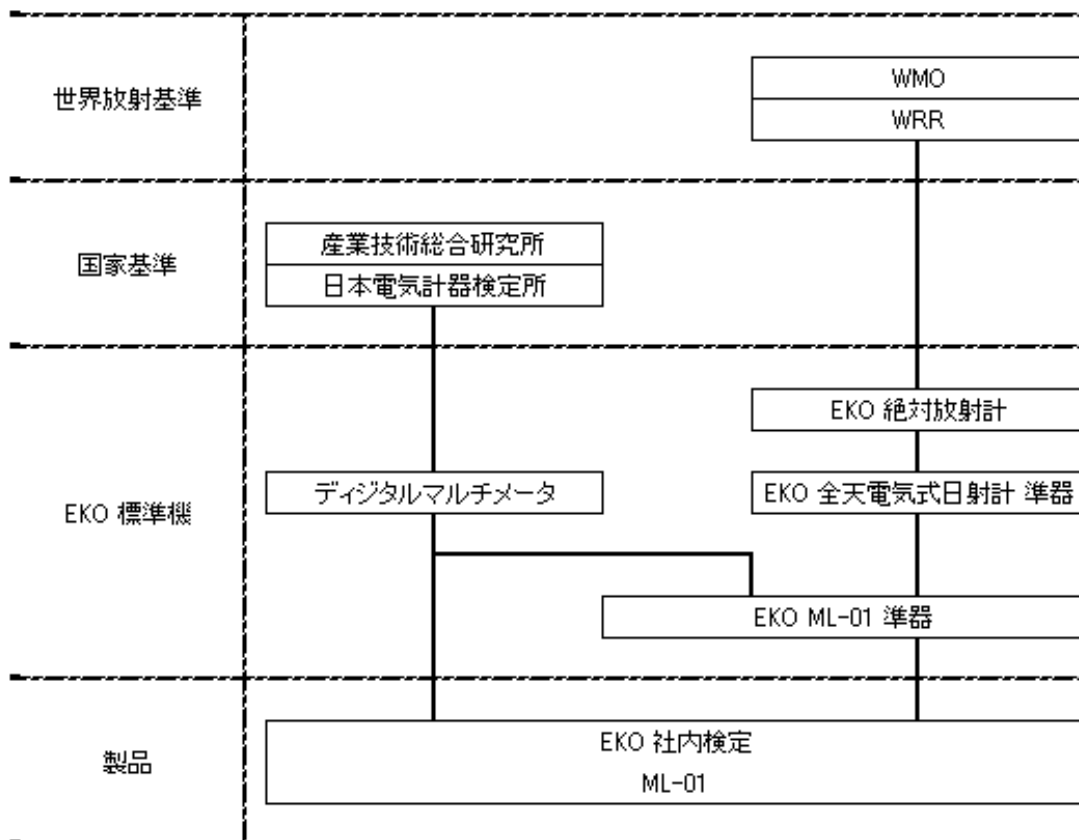 世界放射基準
WMO
WRR
国家基準
産業技術総合研究所
日本電気計器検定所
EKO 標準機
EKO 絶対放射計
ディジタルマルチメータ
EKO 全天電気式日射計 準器
EKO ML-01 準器
製品
EKO 社内検定
ML-01